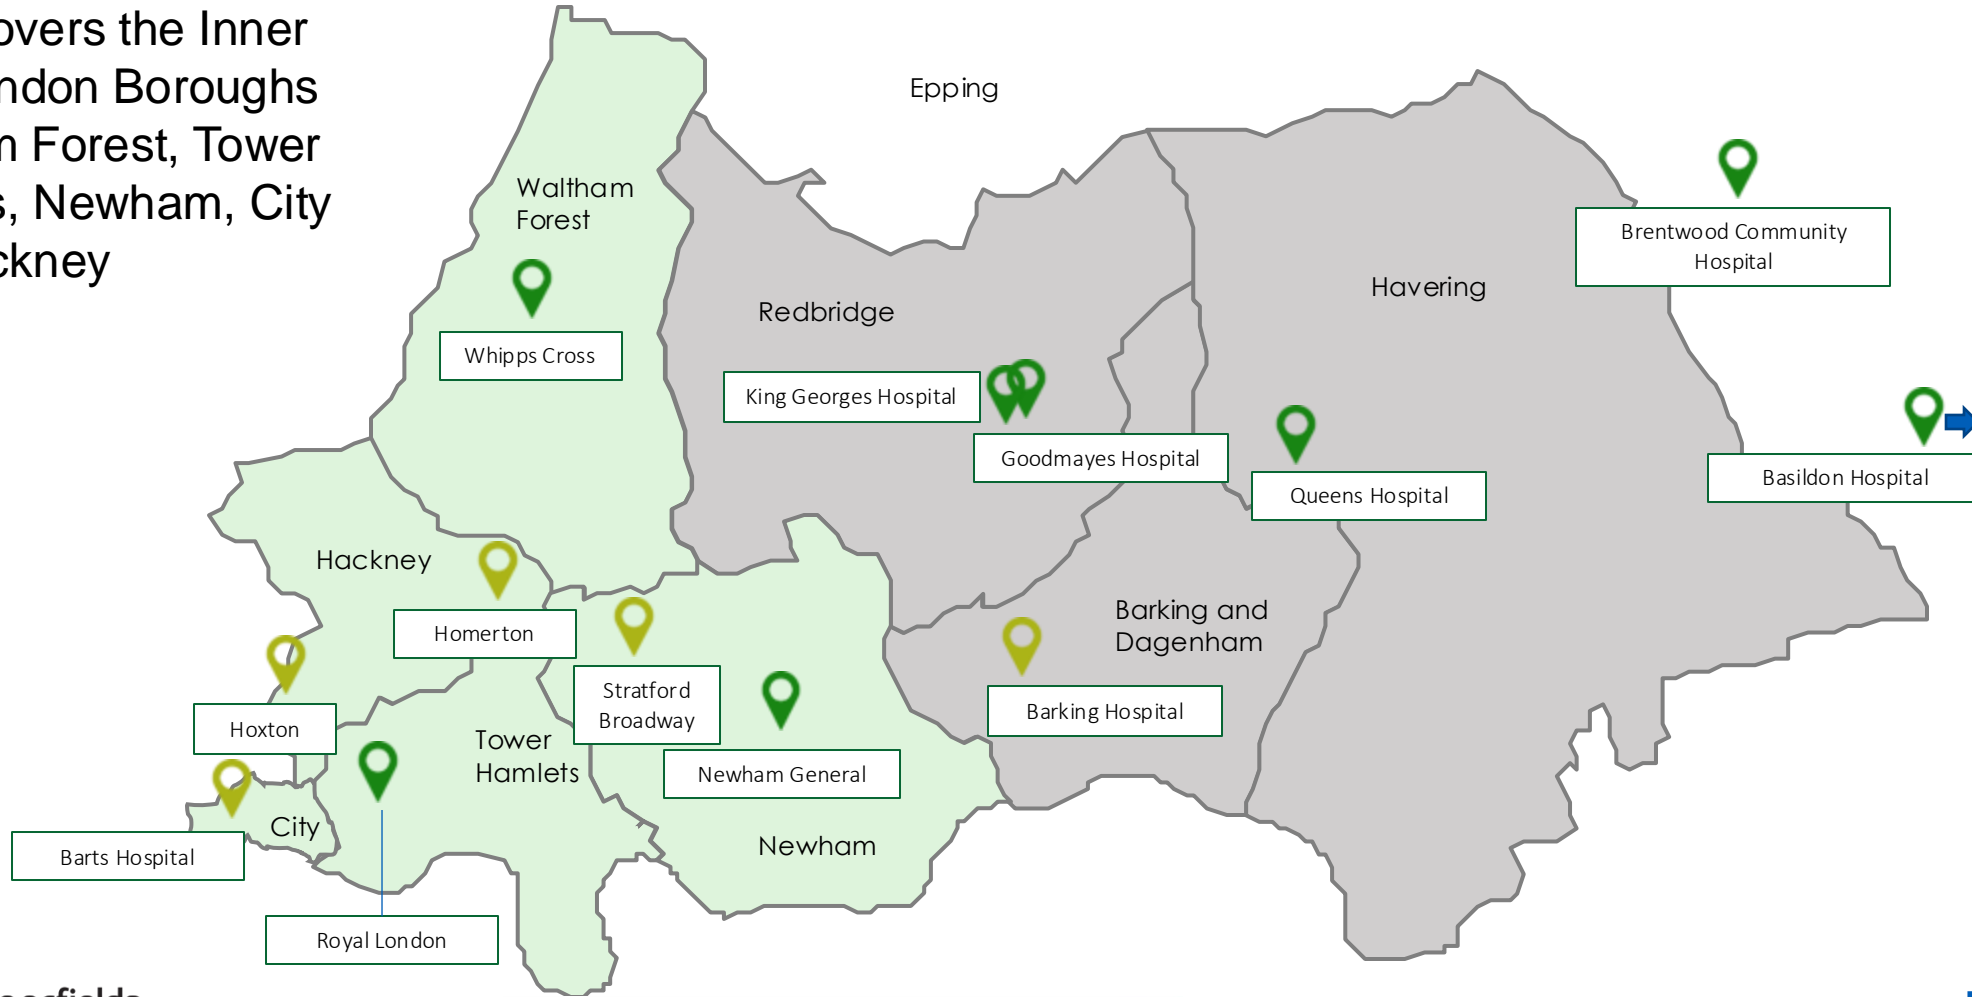 overs the Inner
ndon Boroughs
m Forest, Tower
s, Newham, City
ckney
Epping
Waltham
Forest
Brentwood Community
Hospital
Havering
Redbridge
Whipps Cross
King Georges Hospital
Goodmayes Hospital
Basildon Hospital
Queens Hospital
Hackney
Homerton
Barking and
Dagenham
Stratford
Broadway
Barking Hospital
Hoxton
Tower
Hamlets
Newham General
City
Newham
Barts Hospital
Royal London